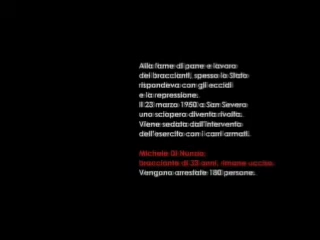 Alla fame di pane e lavoro
dei braccianti, spesso lo Stato
rispondeva con gli eccidi
e la repressione.
Il 23 marzo 1950 a San Severo
uno sciopero diventa rivolta.
Viene sedata dall'intervento
dell'esercito con i carri armati.
Michele Di Nunzio
bracciante di 33 anni, rimane ucciso.
Vengono arrestate 180 persone.